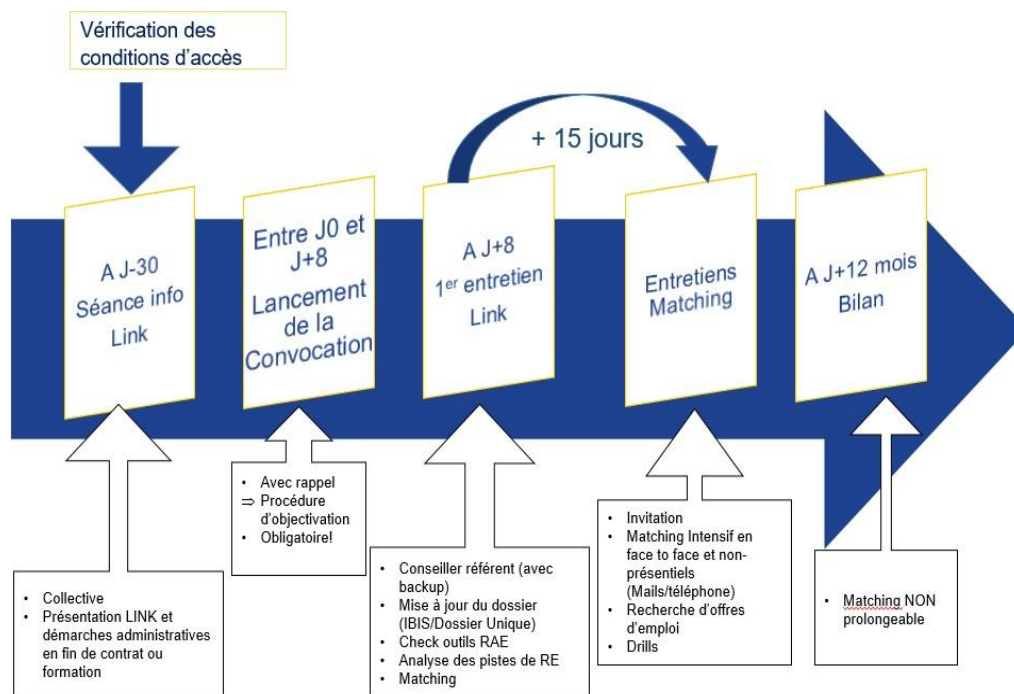 Vérification des
conditions d'accès
+ 15 jours
A J-30
Séance info
Link
Entre J0 et
J+8
Lancement
de la
Convocation
A J+8
1er entretien
Link
Entretiens
Matching
A J+12 mois
Bilan
• Collective
• Présentation LINK et
démarches administratives
en fin de contrat ou
formation
• Avec rappel
⇒ Procédure
d'objectivation
• Obligatoire!
• Conseiller référent (avec
backup)
• Mise à jour du dossier
(IBIS/Dossier Unique)
• Check outils RAE
• Analyse des pistes de RE
• Matching
• Invitation
• Matching Intensif en
face to face et non-
présentiels
(Mails/téléphone)
• Recherche d'offres
d'emploi
• Drills
• Matching NON
prolongeable